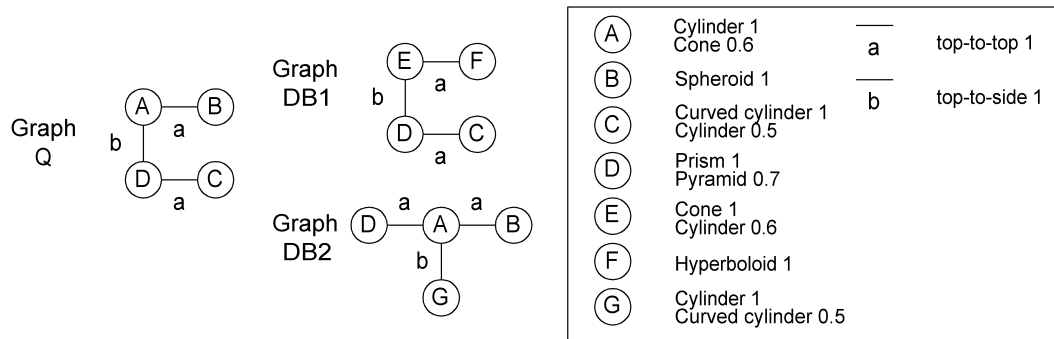 Graph
Q
A
B
a
b
D
C
a
Graph
DB1
E
F
a
b
D
C
a
Graph
DB2
a
a
D
A
B
b
G
A
Cylinder 1
Cone 0.6
B
Spheroid 1
C
Curved cylinder 1
Cylinder 0.5
D
Prism 1
Pyramid 0.7
E
Cone 1
Cylinder 0.6
F
Hyperboloid 1
G
Cylinder 1
Curved cylinder 0.5
a top-to-top 1
b top-to-side 1